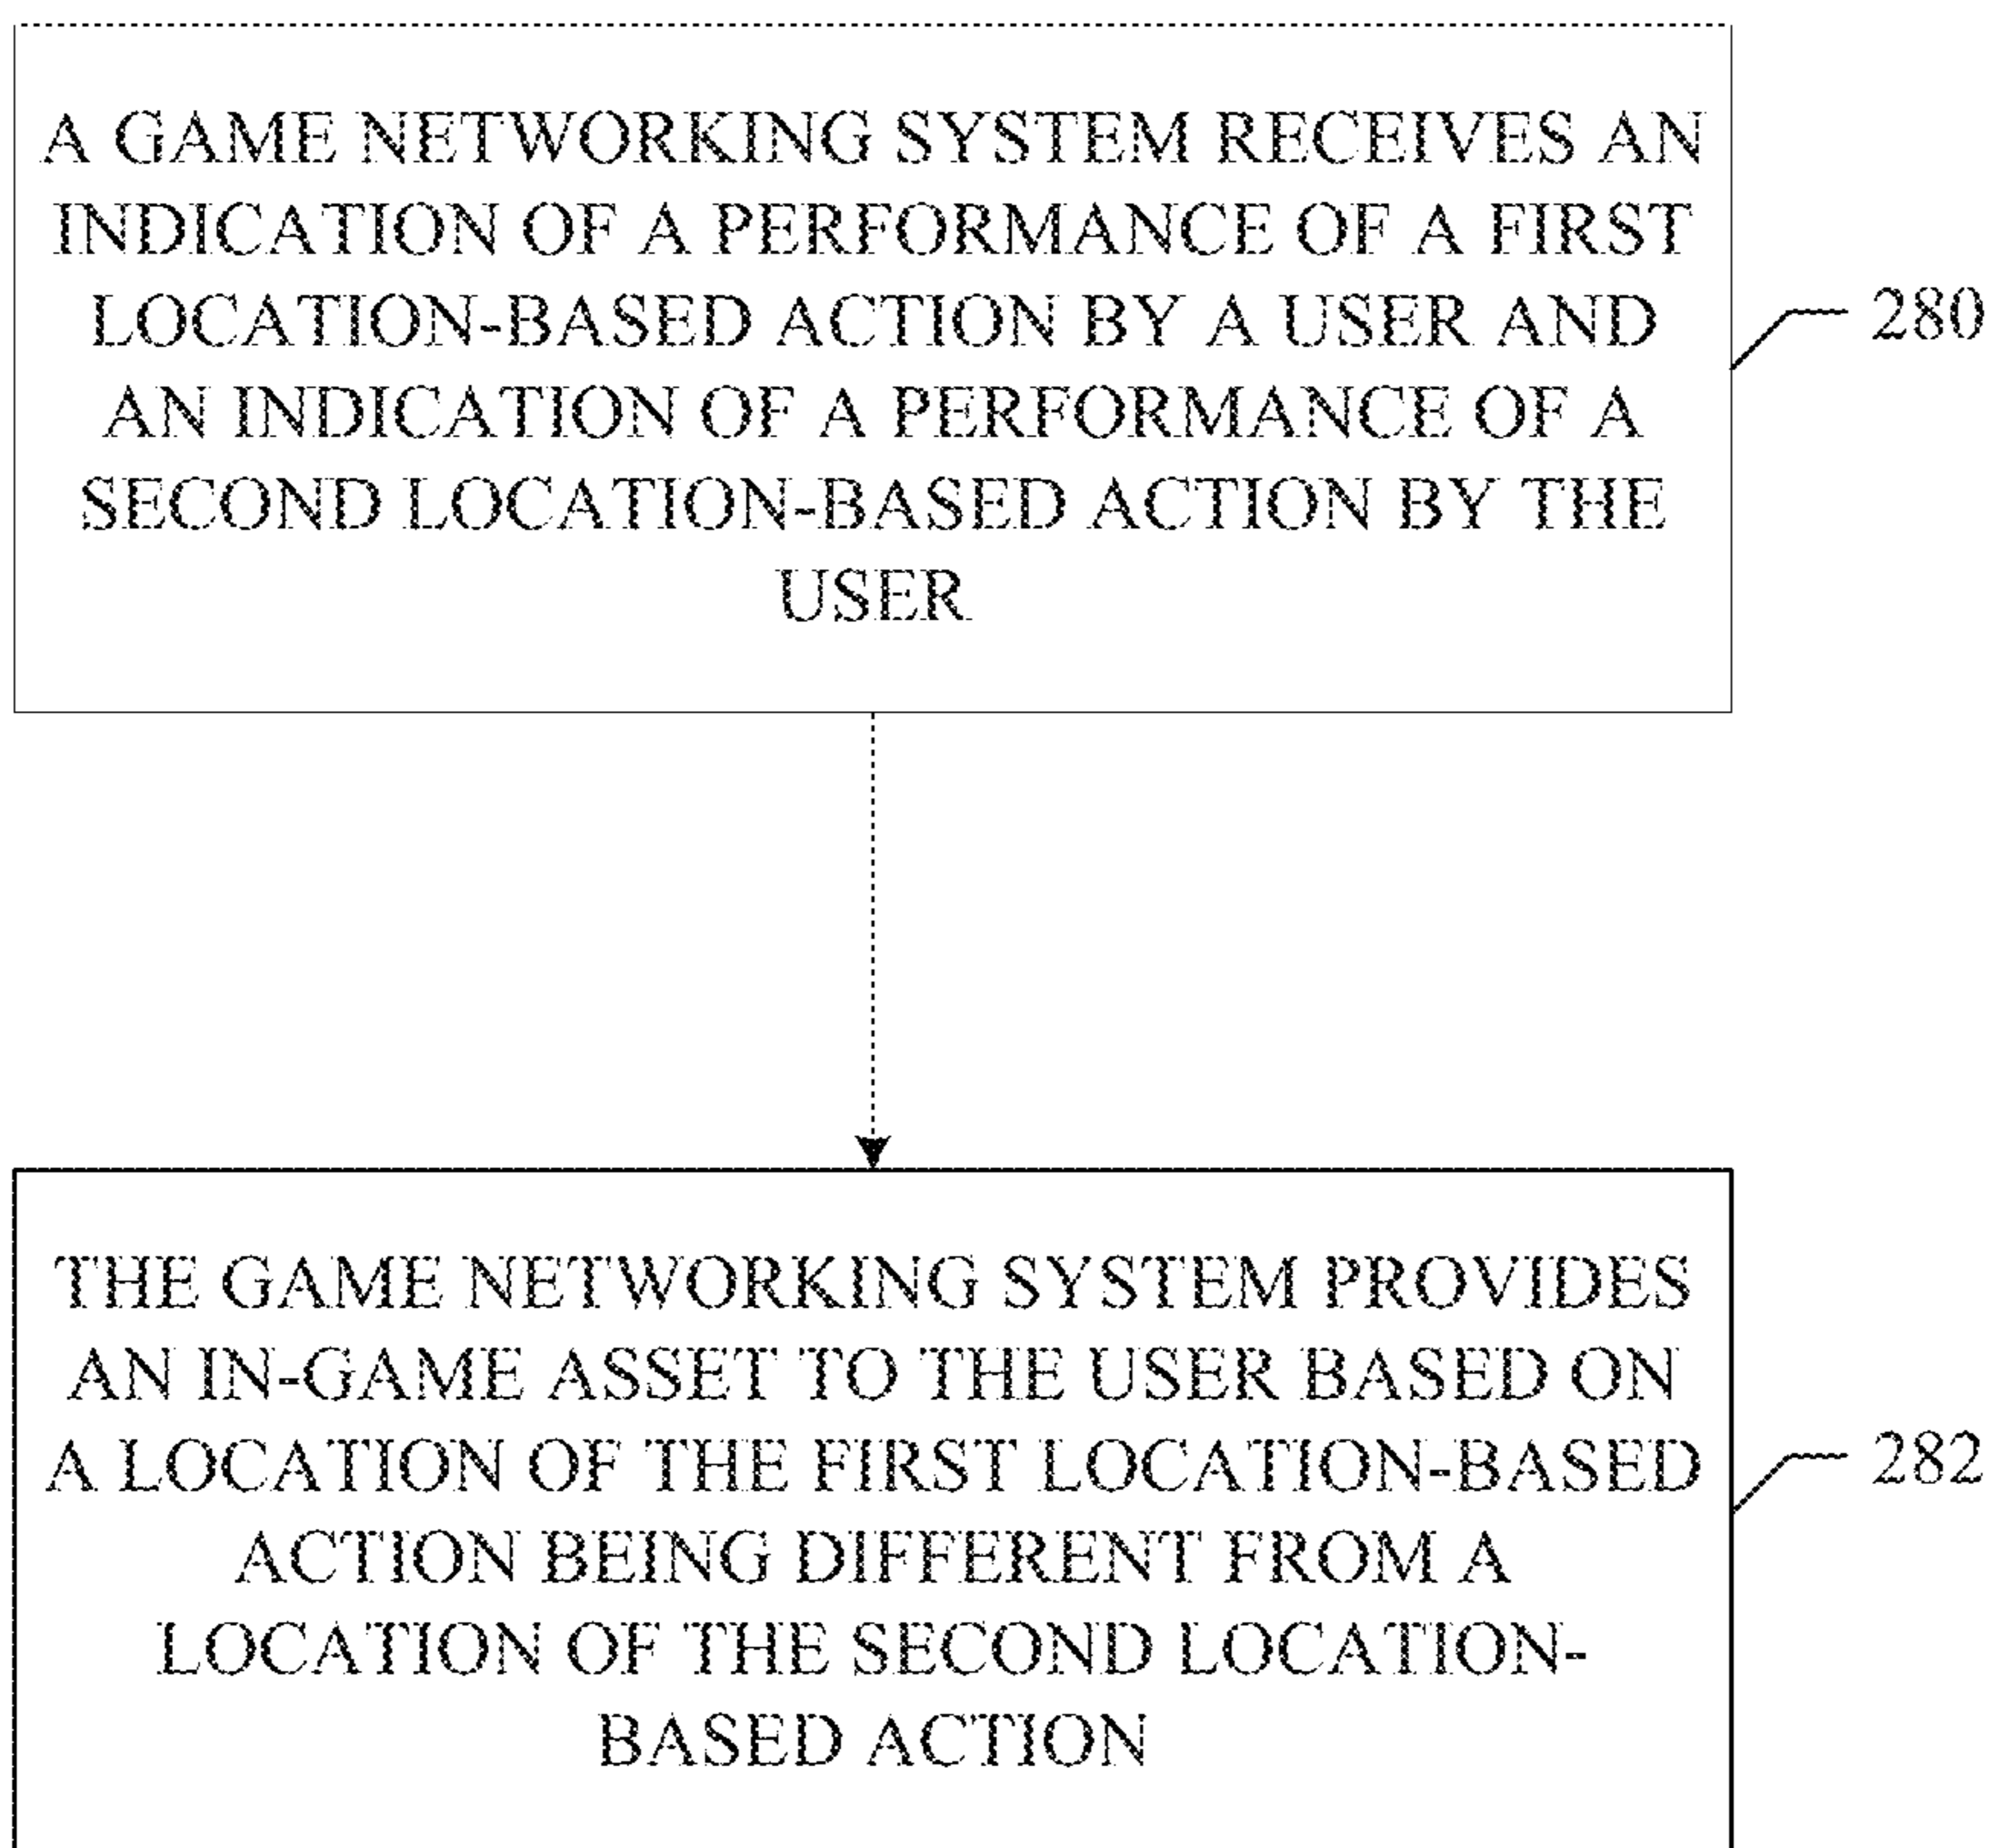 A GAME NETWORKING SYSTEM RECEIVES AN
INDICATION OF A PERFORMANCE OF A FIRST
LOCATION-BASED ACTION BY A USER AND
AN INDICATION OF A PERFORMANCE OF A
SECOND LOCATION-BASED ACTION BY THE
USER
280
THE GAME NETWORKING SYSTEM PROVIDES
AN IN-GAME ASSET TO THE USER BASED ON
A LOCATION OF THE FIRST LOCATION-BASED
ACTION BEING DIFFERENT FROM A
LOCATION OF THE SECOND LOCATION-
BASED ACTION
282